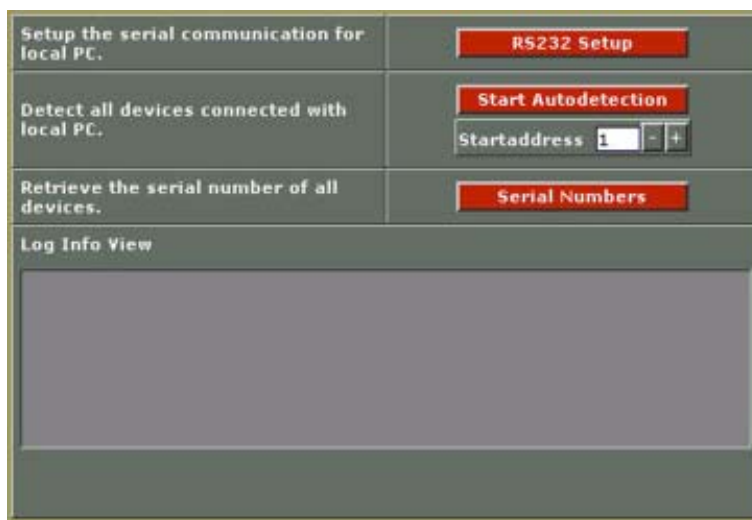 Setup the serial communication for
local PC.
RS232 Setup
Detect all devices connected with
local PC.
Start Autodetection
Startaddress 1 - +
Retrieve the serial number of all
devices.
Serial Numbers
Log Info View